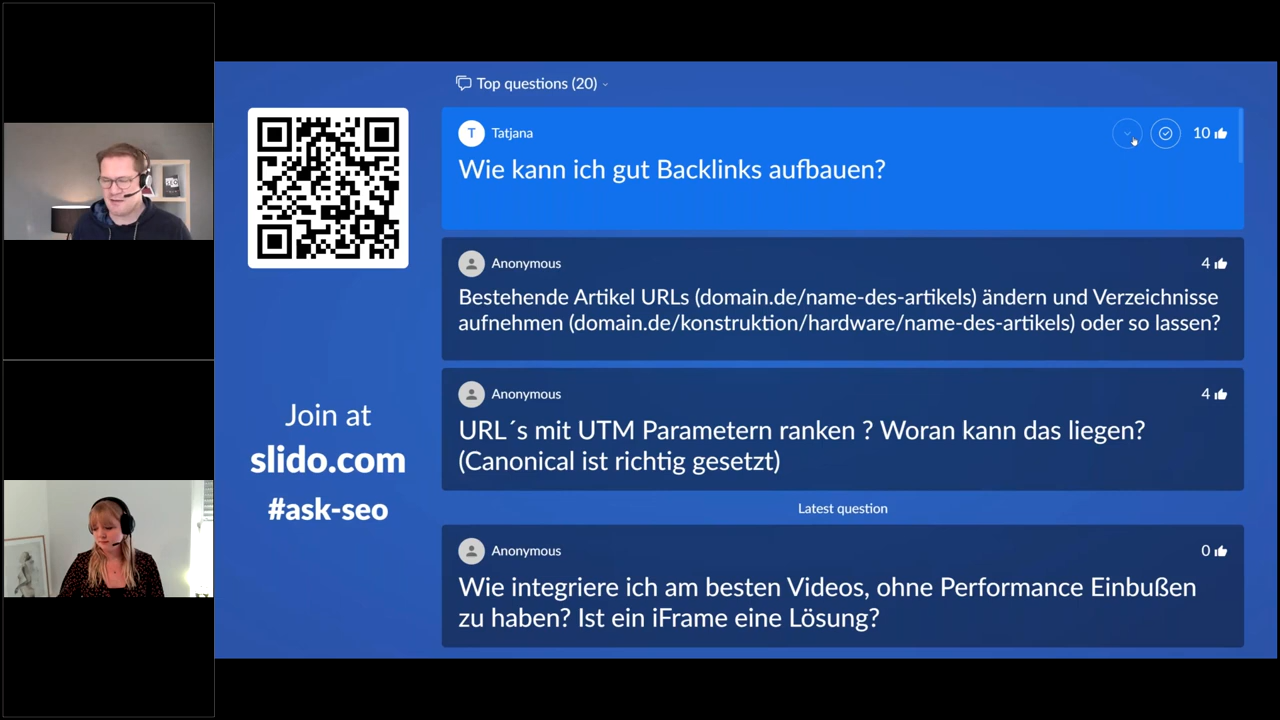 Top questions (20)
T
Tatjana
10
Wie kann ich gut Backlinks aufbauen?
Anonymous
4
Bestehende Artikel URLs (domain.de/name-des-artikels) ändern und Verzeichnisse
aufnehmen (domain.de/konstruktion/hardware/name-des-artikels) oder so lassen?
Anonymous
4
URL´s mit UTM Parametern ranken ? Woran kann das liegen?
(Canonical ist richtig gesetzt)
Latest question
Anonymous
0
Wie integriere ich am besten Videos, ohne Performance Einbußen
zu haben? Ist ein iFrame eine Lösung?
Join at
slido.com
#ask-seo